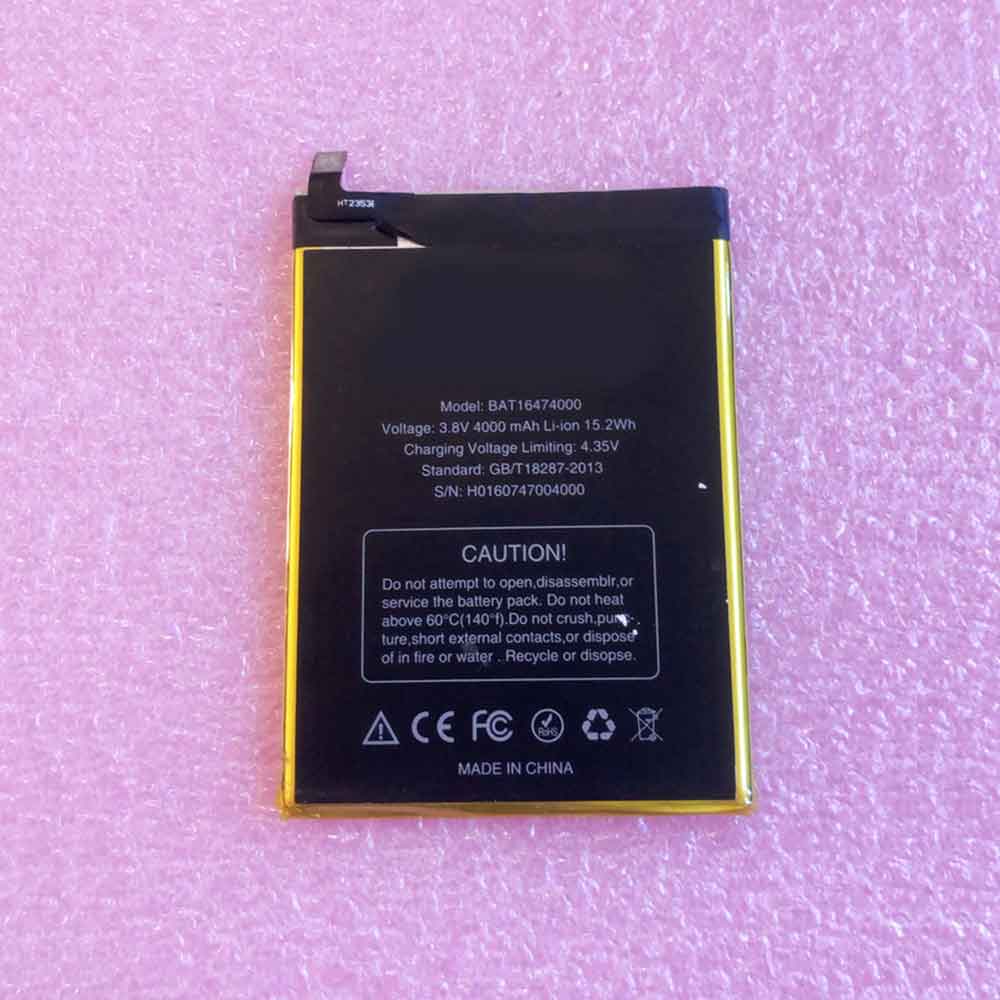 HT2353
Model: BAT16474000
Voltage: 3.8V 4000 mAh Li-ion 15.2Wh
Charging Voltage Limiting: 4.35V
Standard: GB/T18287-2013
S/N: H0160747004000
CAUTION!
Do not attempt to open,disassemblr,or
service the battery pack. Do not heat
above 60°C(140°f).Do not crush,punc-
ture,short external contacts,or dispose
of in fire or water . Recycle or disopse.
CE FC RoHS
MADE IN CHINA